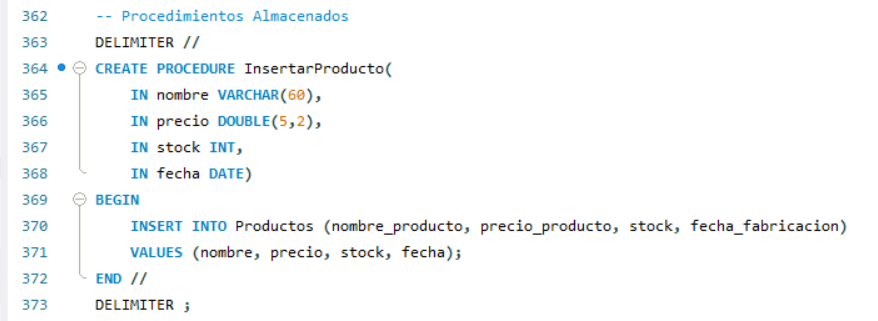 362 -- Procedimientos Almacenados
363 DELIMITER //
364 CREATE PROCEDURE InsertarProducto(
365 IN nombre VARCHAR(60),
366 IN precio DOUBLE(5,2),
367 IN stock INT,
368 IN fecha DATE)
369 BEGIN
370 INSERT INTO Productos (nombre_producto, precio_producto, stock, fecha_fabricacion)
371 VALUES (nombre, precio, stock, fecha);
372 END //
373 DELIMITER ;